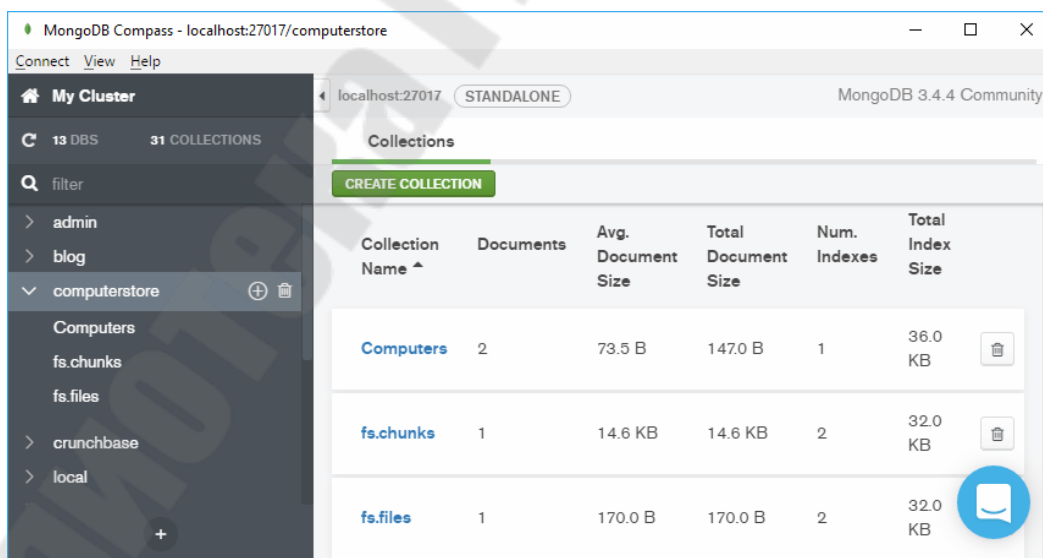 MongoDB Compass - localhost:27017/computerstore
Connect View Help
My Cluster
13 DBS 31 COLLECTIONS
filter
admin
blog
computerstore
Computers
fs.chunks
fs.files
crunchbase
local
+
localhost:27017 STANDALONE MongoDB 3.4.4 Community
Collections
CREATE COLLECTION
Collection Name Documents Avg. Document Size Total Document Size Num. Indexes Total Index Size
Computers 2 73.5 B 147.0 B 1 36.0 KB
fs.chunks 1 14.6 KB 14.6 KB 2 32.0 KB
fs.files 1 170.0 B 170.0 B 2 32.0 KB